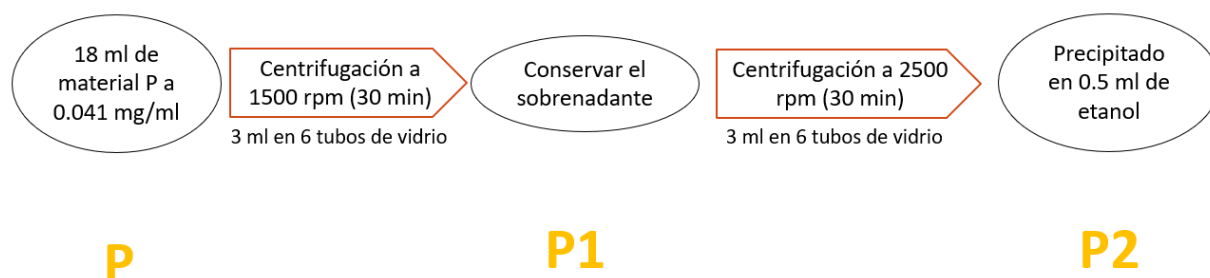 18 ml de
material P a
0.041 mg/ml
Centrifugación a
1500 rpm (30 min)
3 ml en 6 tubos de vidrio
Conservar el
sobrenadante
Centrifugación a 2500
rpm (30 min)
3 ml en 6 tubos de vidrio
Precipitado
en 0.5 ml de
etanol
P
P1
P2